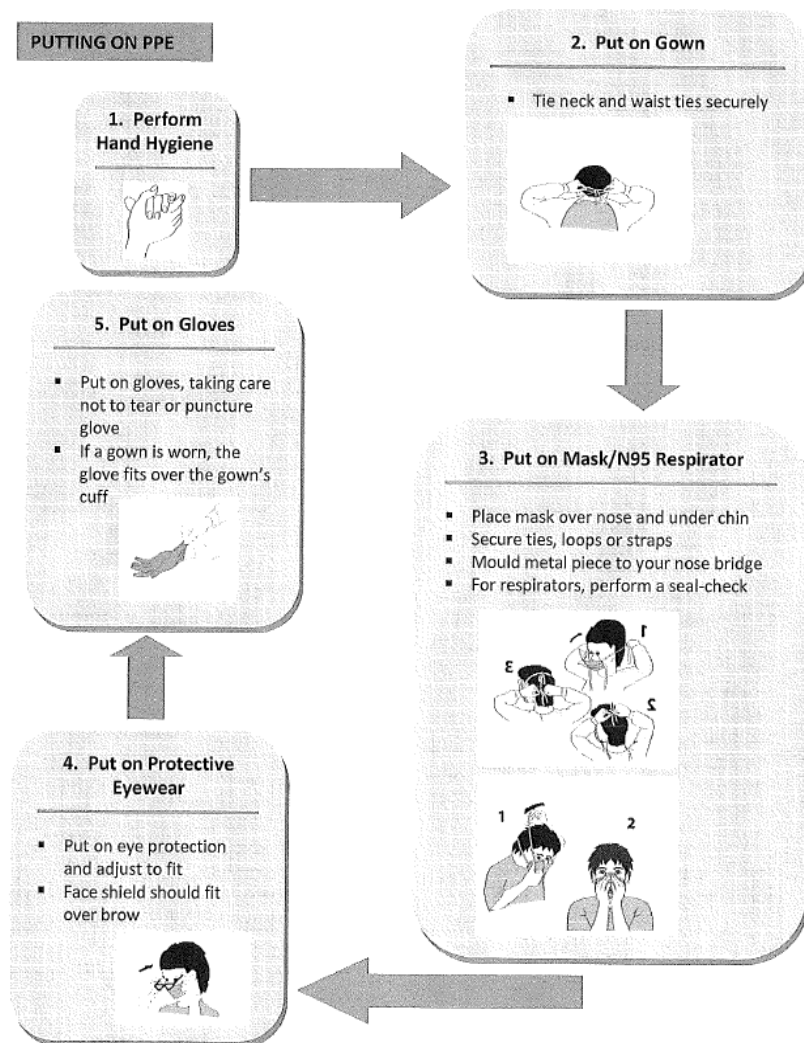 PUTTING ON PPE
1. Perform
Hand Hygiene
2. Put on Gown
▪ Tie neck and waist ties securely
3. Put on Mask/N95 Respirator
▪ Place mask over nose and under chin
▪ Secure ties, loops or straps
▪ Mould metal piece to your nose bridge
▪ For respirators, perform a seal-check
1
2
3
1
2
4. Put on Protective
Eyewear
▪ Put on eye protection
and adjust to fit
▪ Face shield should fit
over brow
5. Put on Gloves
▪ Put on gloves, taking care
not to tear or puncture
glove
▪ If a gown is worn, the
glove fits over the gown's
cuff